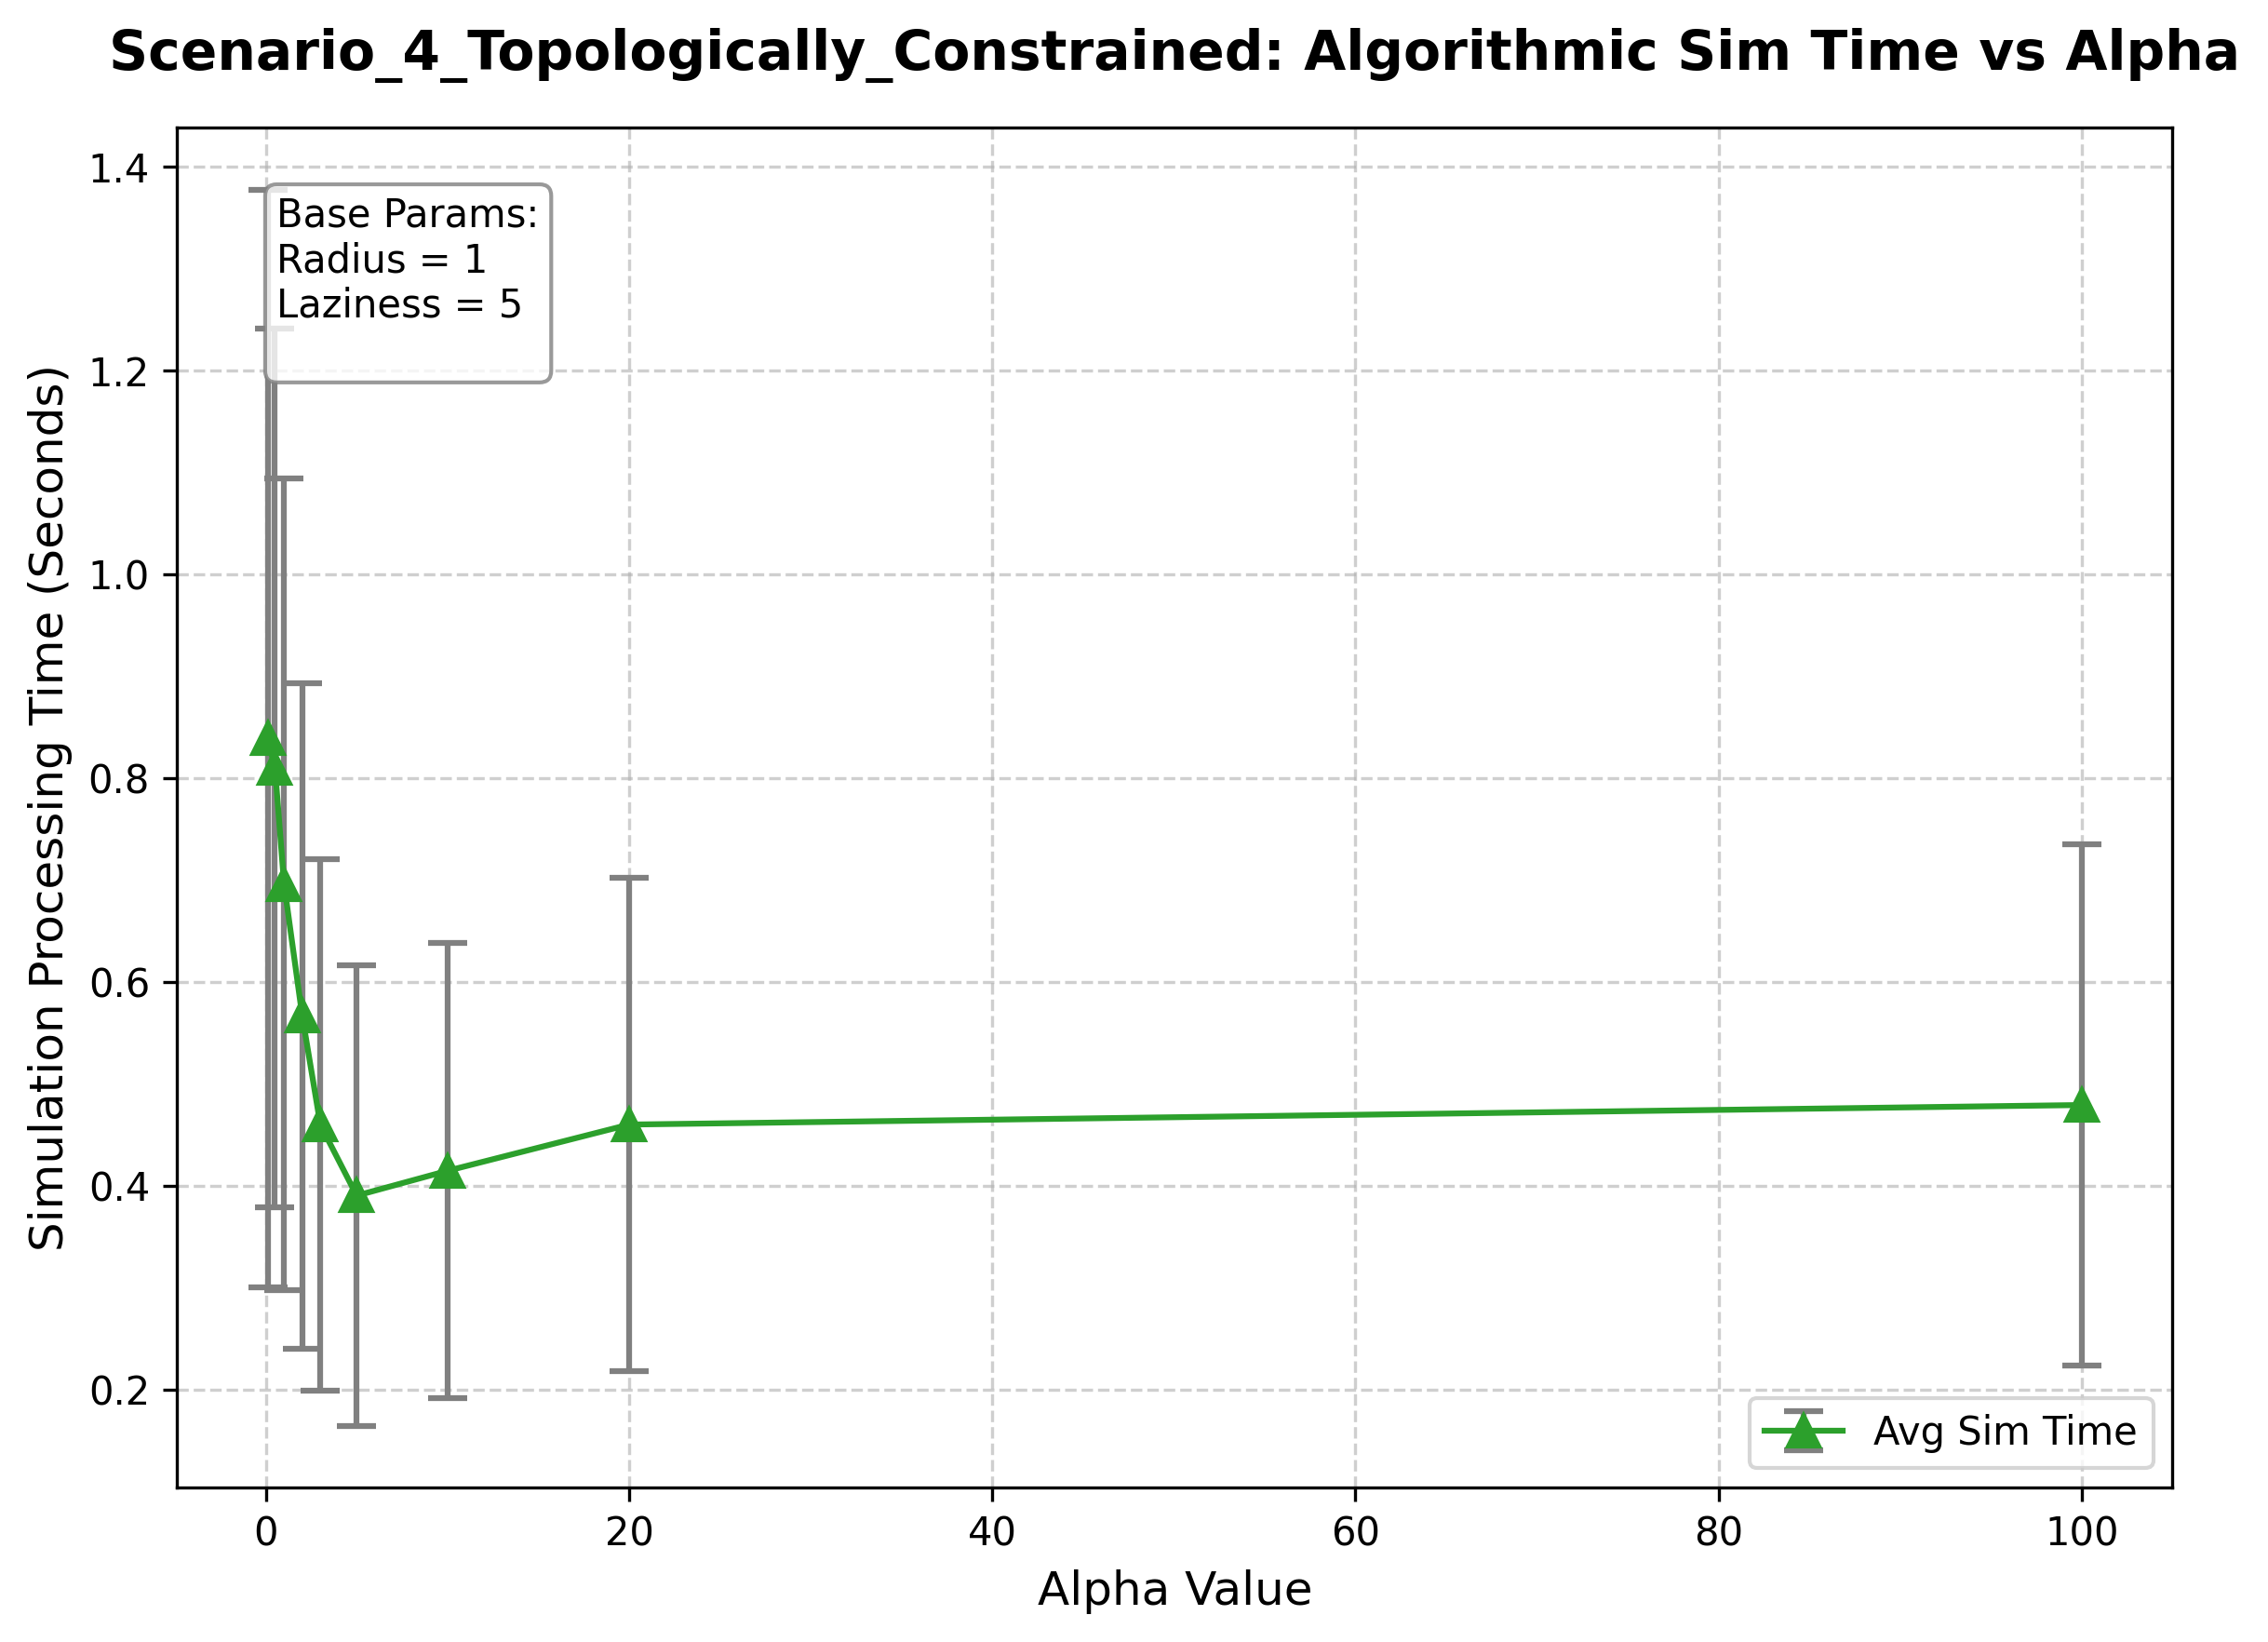 Scenario_4_Topologically_Constrained: Algorithmic Sim Time vs Alpha
Simulation Processing Time (Seconds)
1.4
1.2
1.0
0.8
0.6
0.4
0.2
Base Params:
Radius = 1
Laziness = 5
Avg Sim Time
0
20
40
60
80
100
Alpha Value